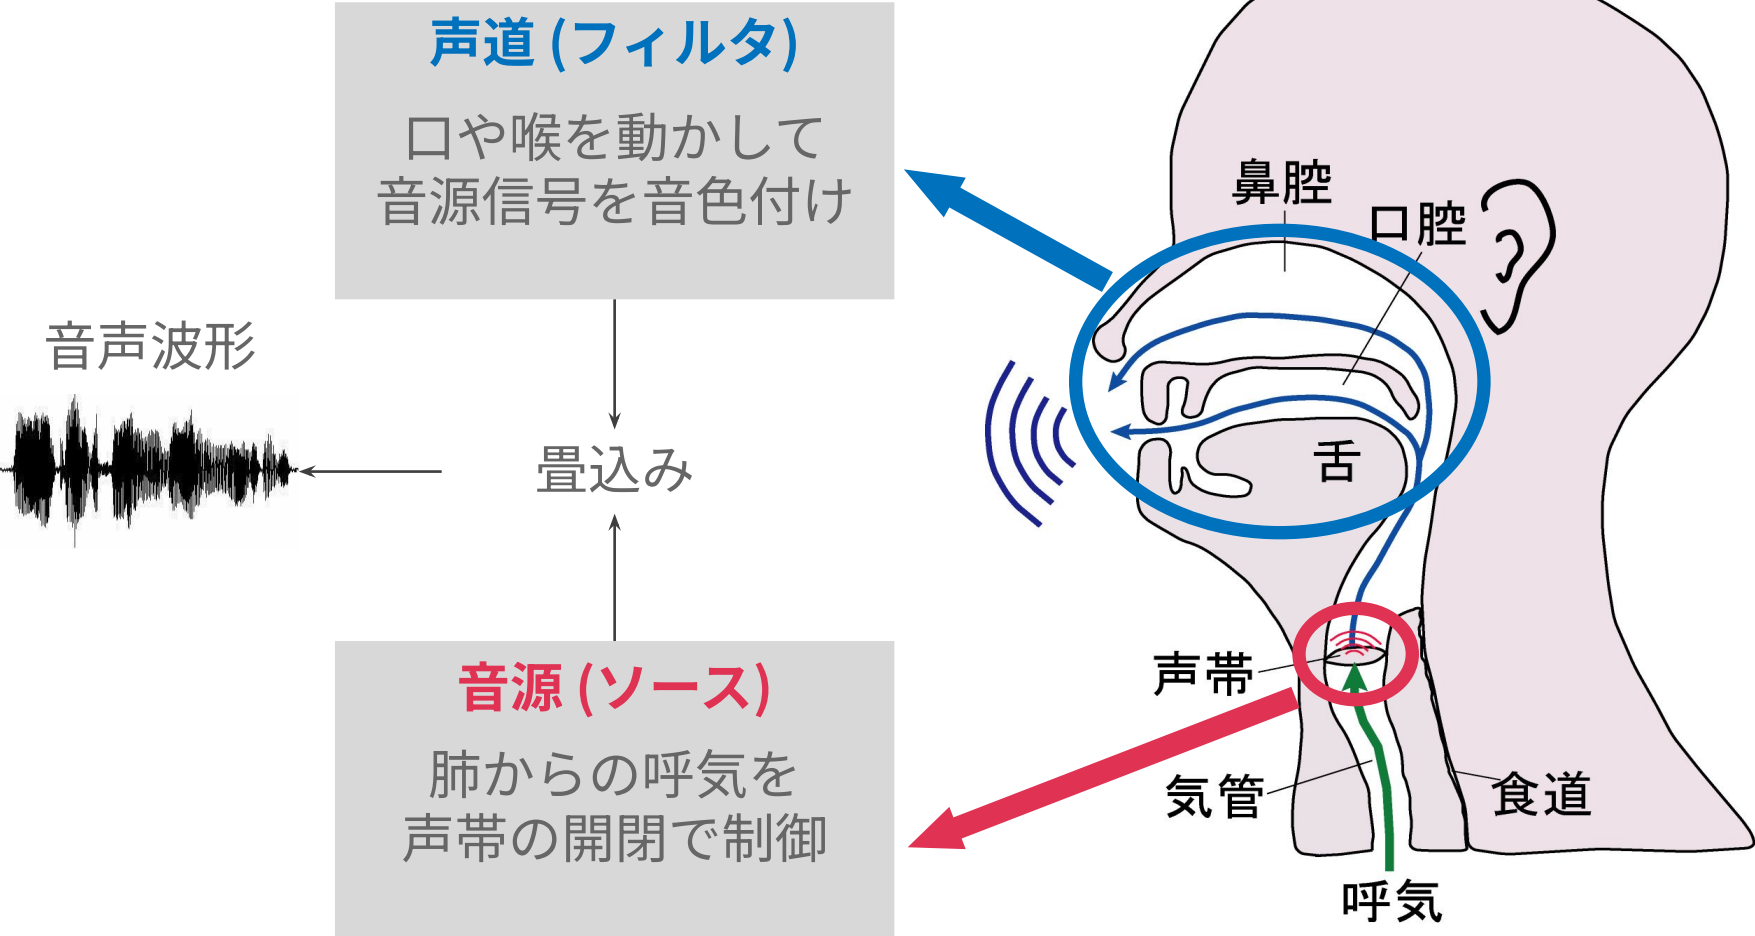 声道 (フィルタ)
口や喉を動かして
音源信号を音色付け
音声波形
畳込み
音源 (ソース)
肺からの呼気を
声帯の開閉で制御
鼻腔
口腔
舌
声帯
気管
食道
呼気